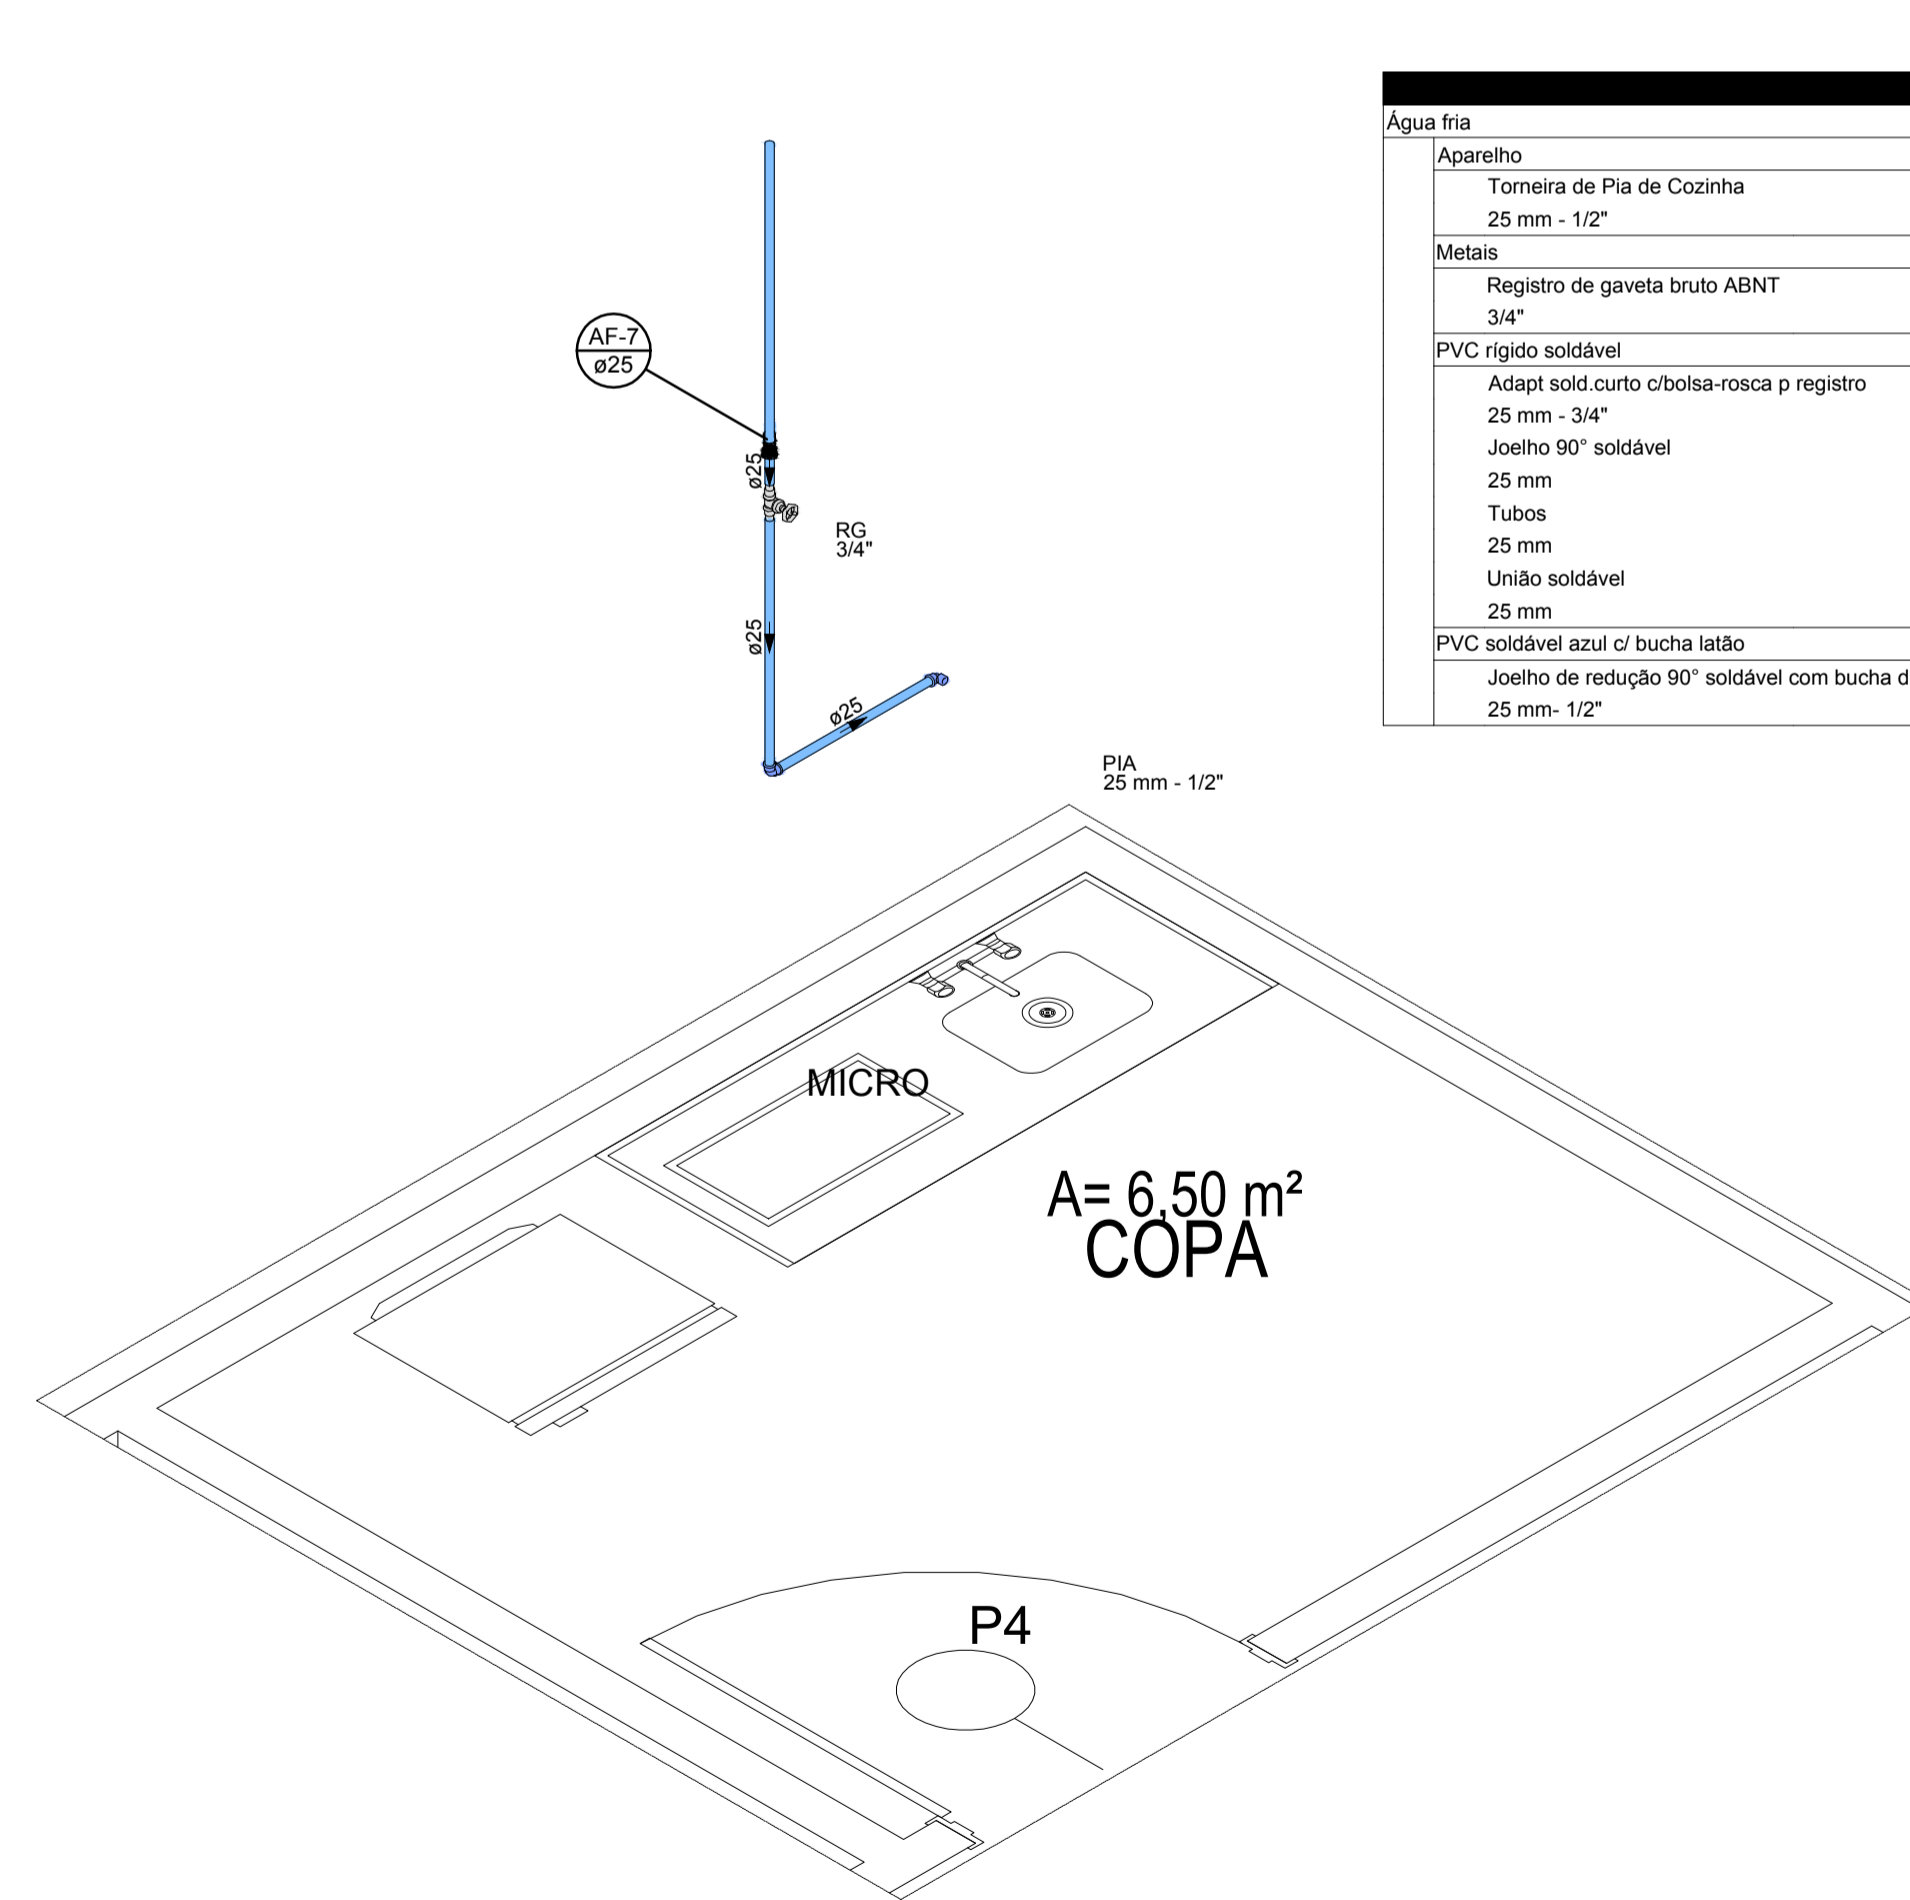 Água fria
Aparelho
Torneira de Pia de Cozinha
25 mm - 1/2"
Metais
Registro de gaveta bruto ABNT
3/4"
PVC rígido soldável
Adapt sold.curto c/bolsa-rosca p registro
25 mm - 3/4"
Joelho 90° soldável
25 mm
Tubos
25 mm
União soldável
25 mm
PVC soldável azul c/ bucha latão
Joelho de redução 90° soldável com bucha d
25 mm- 1/2"
AF-7
ø25
ø25
RG
3/4"
ø25
ø25
PIA
25 mm - 1/2"
MICRO
A= 6,50 m²
COPA
P4